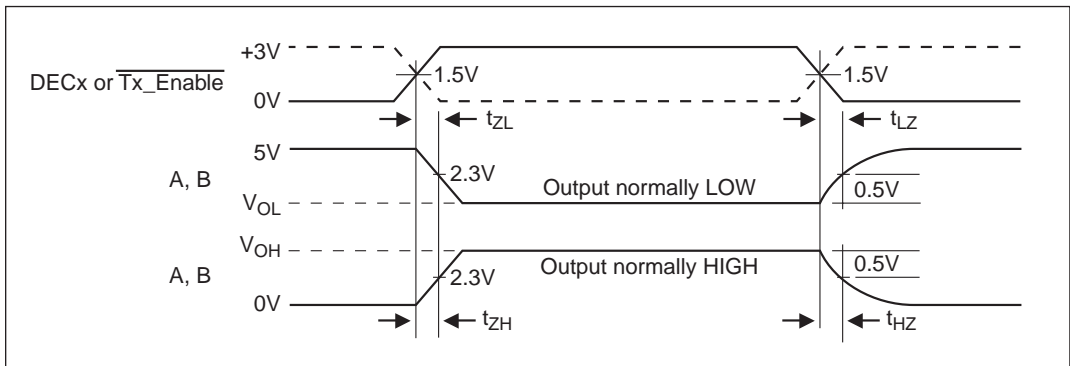 +3V
DECx or Tx_Enable
1.5V
1.5V
0V
tZL
tLZ
5V
2.3V
A, B
Output normally LOW
0.5V
VOL
VOH
Output normally HIGH
0.5V
A, B
2.3V
0V
tZH
tHZ